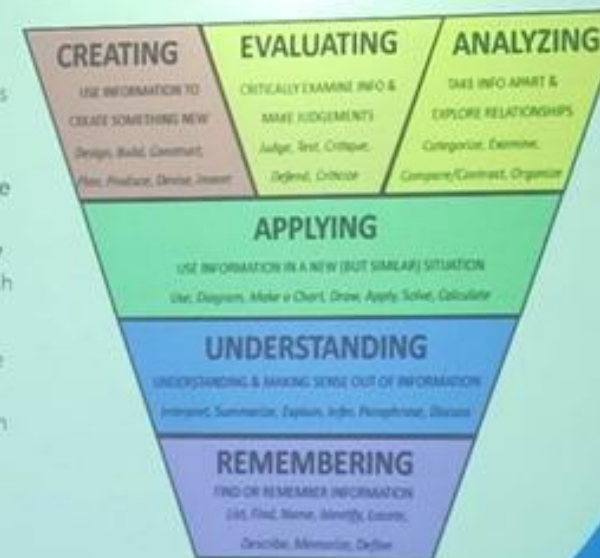 CREATING
USE INFORMATION TO
CREATE SOMETHING NEW
Design, Build, Construct,
Plan, Produce, Devise, Invent
EVALUATING
CRITICALLY EXAMINE INFO &
MAKE JUDGEMENTS
Judge, Test, Critique,
Defend, Criticize
ANALYZING
TAKE INFO APART &
EXPLORE RELATIONSHIPS
Categorize, Examine,
Compare/Contrast, Organize
APPLYING
USE INFORMATION IN A NEW (BUT SIMILAR) SITUATION
Use, Diagram, Make a Chart, Draw, Apply, Solve, Calculate
UNDERSTANDING
UNDERSTANDING & MAKING SENSE OUT OF INFORMATION
Interpret, Summarize, Explain, Infer, Paraphrase, Discuss
REMEMBERING
FIND OR REMEMBER INFORMATION
List, Find, Name, Identify, Locate,
Describe, Memorize, Define